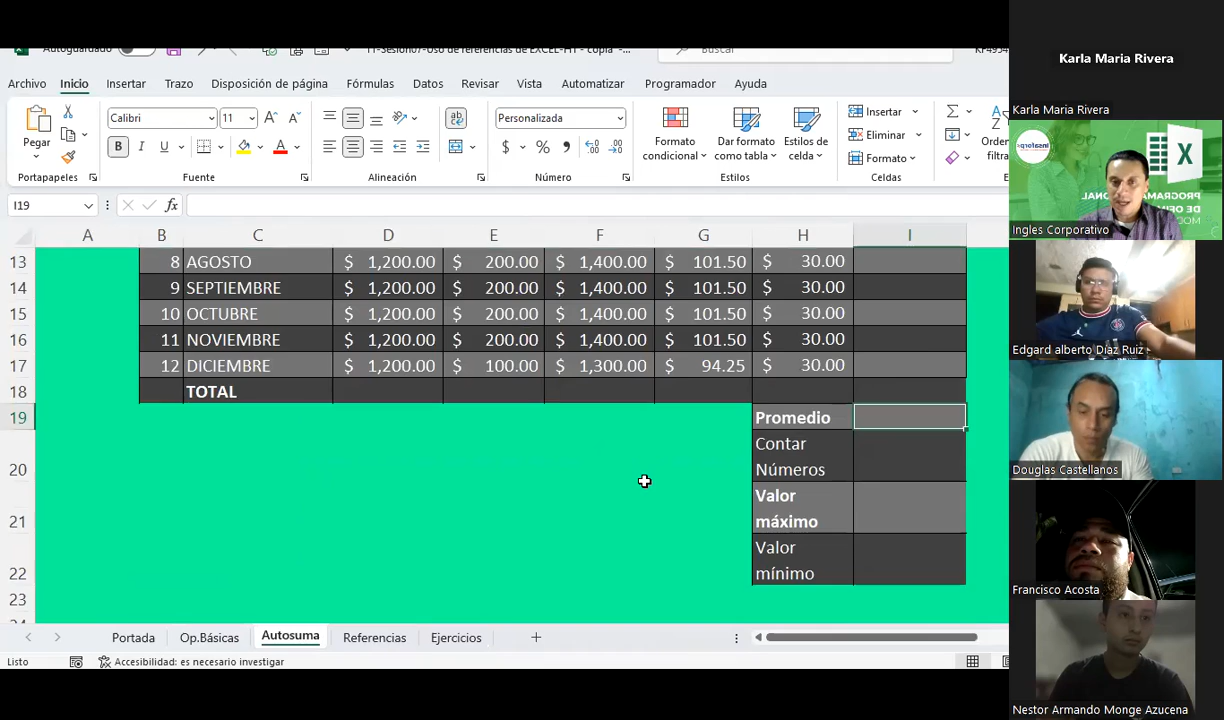 Autoguardado
11-Sesion07-Uso de referencias de EXCEL-H1 - copia -...
Buscar
Archivo Inicio Insertar Trazo Disposición de página Fórmulas Datos Revisar Vista Automatizar Programador Ayuda
Pegar
Calibri 11
N K S
B I U
Personalizada
$ % 000
Formato condicional
Dar formato como tabla
Estilos de celda
Insertar
Eliminar
Formato
Portapapeles Fuente Alineación Número Estilos Celdas
I19 fx
A B C D E F G H I
13 8 AGOSTO $ 1,200.00 $ 200.00 $ 1,400.00 $ 101.50 $ 30.00
14 9 SEPTIEMBRE $ 1,200.00 $ 200.00 $ 1,400.00 $ 101.50 $ 30.00
15 10 OCTUBRE $ 1,200.00 $ 200.00 $ 1,400.00 $ 101.50 $ 30.00
16 11 NOVIEMBRE $ 1,200.00 $ 200.00 $ 1,400.00 $ 101.50 $ 30.00
17 12 DICIEMBRE $ 1,200.00 $ 100.00 $ 1,300.00 $ 94.25 $ 30.00
18 TOTAL
19 Promedio
20 Contar
Números
21 Valor
máximo
22 Valor
mínimo
23
Portada Op.Básicas Autosuma Referencias Ejercicios +
Listo Accesibilidad: es necesario investigar
Karla Maria Rivera
Karla Maria Rivera
Ingles Corporativo
Edgard alberto Díaz Ruiz
Douglas Castellanos
Francisco Acosta
Nestor Armando Monge Azucena